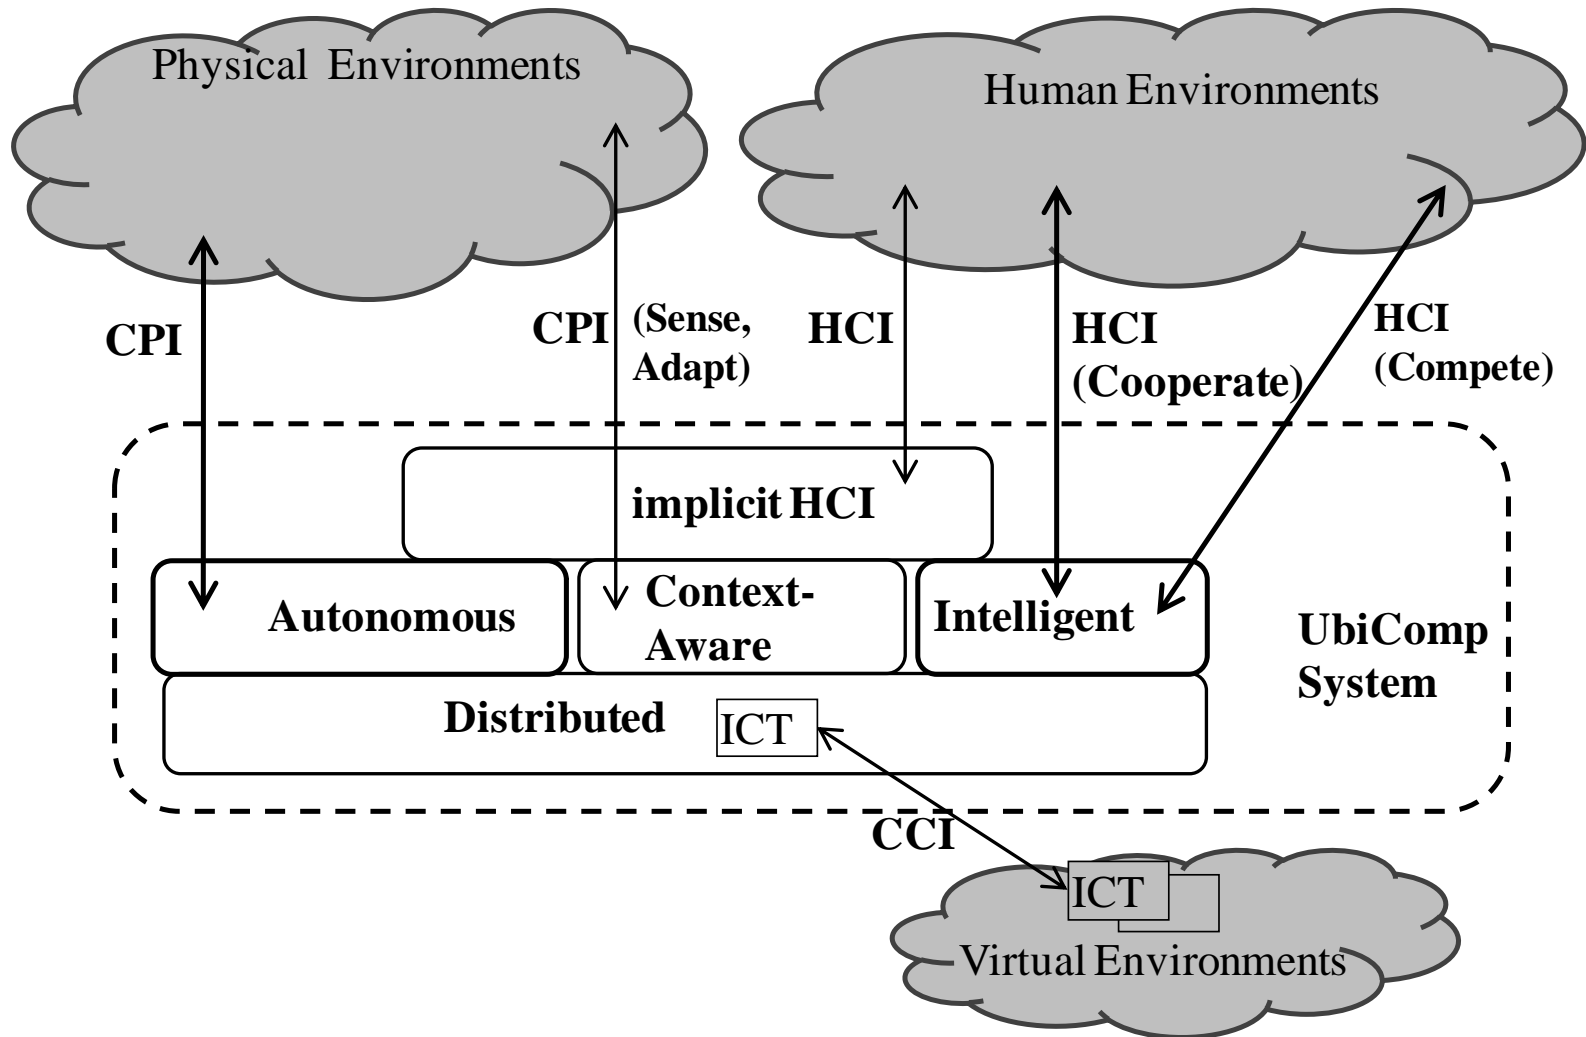 Physical Environments
Human Environments
CPI
CPI
(Sense,
Adapt)
HCI
HCI
(Cooperate)
HCI
(Compete)
implicit HCI
Autonomous
Context-
Aware
Intelligent
UbiComp
System
Distributed
ICT
CCI
ICT
Virtual Environments